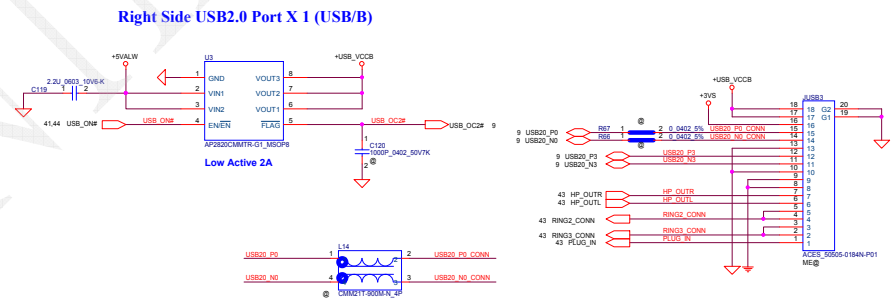 Right Side USB2.0 Port X 1 (USB/B)
+5VALW
U3
+USB_VCCB
2.2U_0603_10V6-K
C119
1 2
1 GND VOUT3 8
2 VIN1 VOUT2 7
3 VIN2 VOUT1 6
4 EN/EN FLAG 5
41,44 USB_ON# USB_ON#
USB_OC2# USB_OC2# 9
AP2820CMMTR-G1_MSOP8
Low Active 2A
1
C120
1000P_0402_50V7K
@
2
+USB_VCCB
+3VS
JUSB3
18 18 G2 20
17 17 G1 19
16 16
15 15
14 14
13 13
12 12
11 11
10 10
9 9
8 8
7 7
6 6
5 5
4 4
3 3
2 2
1 1
@
9 USB20_P0 R67 1 2 0_0402_5% USB20_P0_CONN
9 USB20_N0 R66 1 2 0_0402_5% USB20_N0_CONN
@
9 USB20_P3 USB20_P3
9 USB20_N3 USB20_N3
43 HP_OUTR HP_OUTR
43 HP_OUTL HP_OUTL
43 RING2_CONN RING2_CONN
43 RING3_CONN RING3_CONN
43 PLUG_IN PLUG_IN
ACES_50505-0184N-P01
ME@
L14
USB20_P0 1 2 2 USB20_P0_CONN
USB20_N0 4 3 3 USB20_N0_CONN
@ CMM21T-900M-N_4P